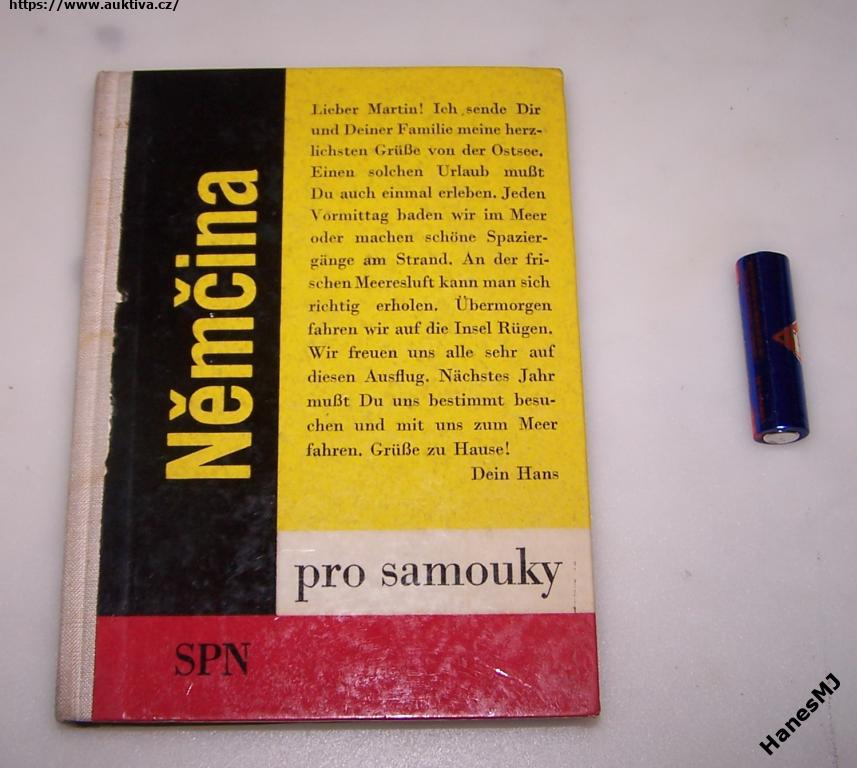 https://www.auktiva.cz/
Němčina
Lieber Martin! Ich sende Dir
und Deiner Familie meine herz-
lichsten Grüße von der Ostsee.
Einen solchen Urlaub mußt
Du auch einmal erleben. Jeden
Vormittag baden wir im Meer
oder machen schöne Spazier-
gänge am Strand. An der fri-
schen Meeresluft kann man sich
richtig erholen. Übermorgen
fahren wir auf die Insel Rügen.
Wir freuen uns alle sehr auf
diesen Ausflug. Nächstes Jahr
mußt Du uns bestimmt besu-
chen und mit uns zum Meer
fahren. Grüße zu Hause!
Dein Hans
pro samouky
SPN
HanesMJ